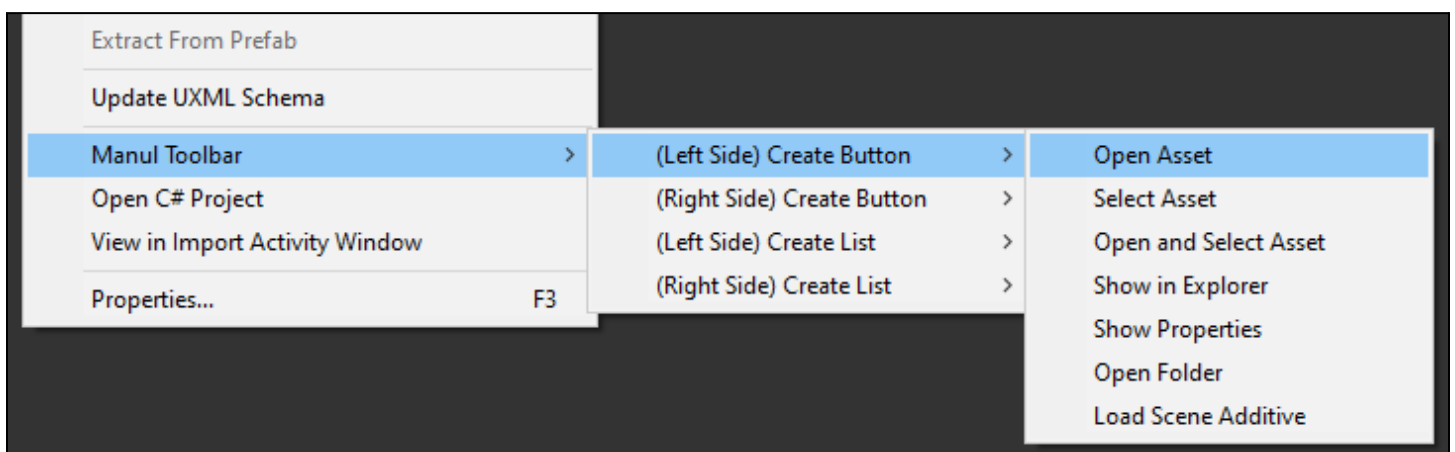 Extract From Prefab
Update UXML Schema
Manul Toolbar
Open C# Project
View in Import Activity Window
Properties... F3
(Left Side) Create Button
(Right Side) Create Button
(Left Side) Create List
(Right Side) Create List
Open Asset
Select Asset
Open and Select Asset
Show in Explorer
Show Properties
Open Folder
Load Scene Additive